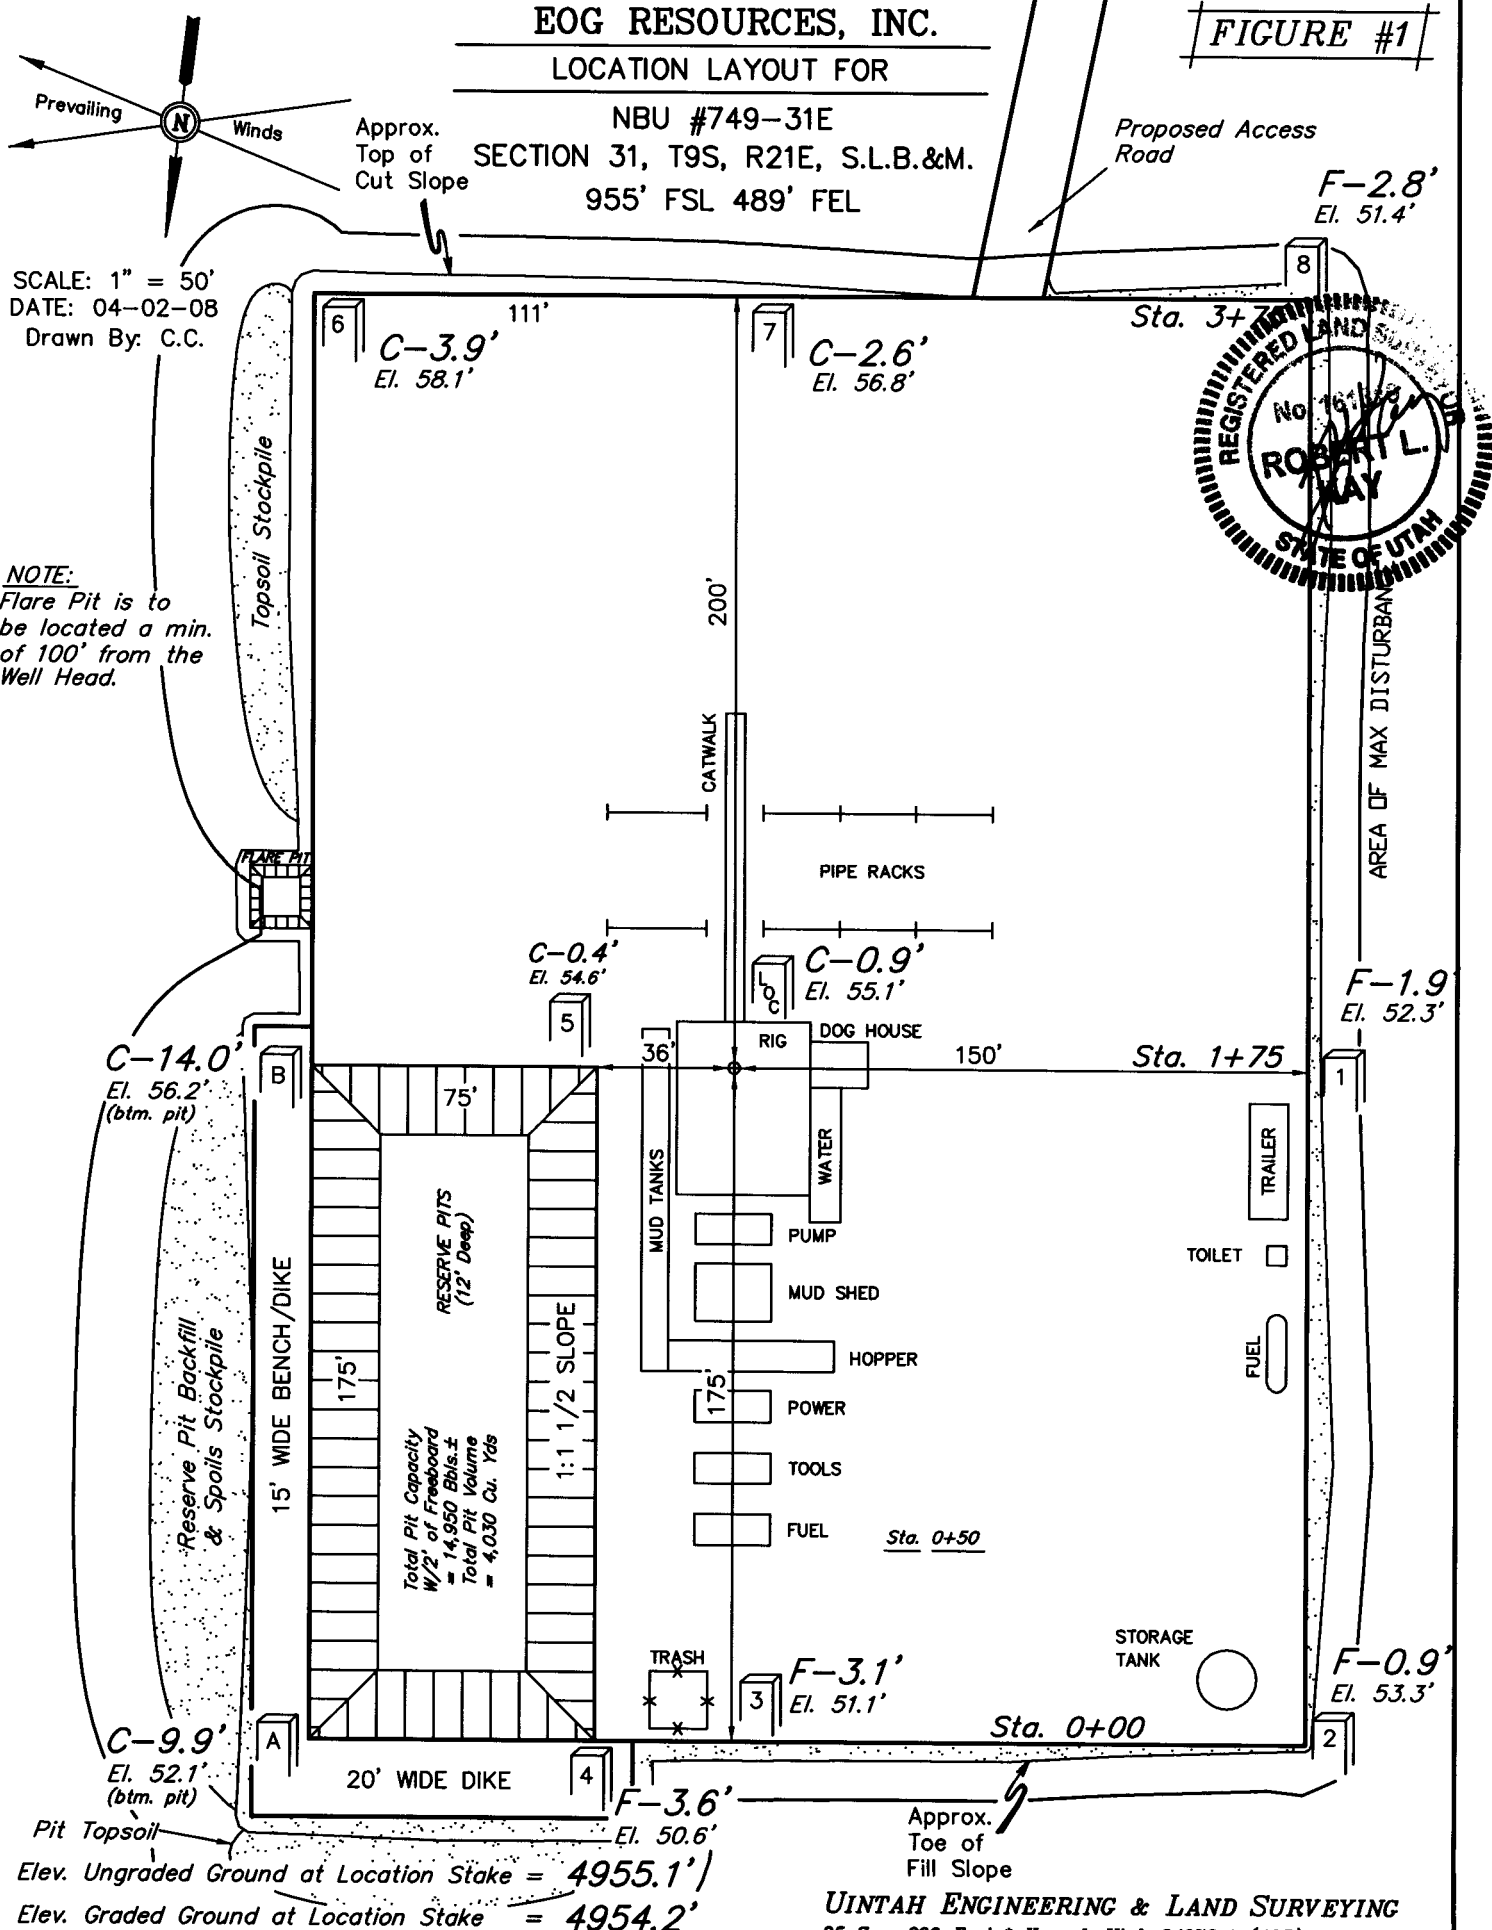 EOG RESOURCES, INC.
LOCATION LAYOUT FOR
NBU #749-31E
SECTION 31, T9S, R21E, S.L.B.&M.
955' FSL 489' FEL
FIGURE #1
Prevailing
N
Winds
Approx.
Top of
Cut Slope
Proposed Access
Road
SCALE: 1" = 50'
DATE: 04-02-08
Drawn By: C.C.
F-2.8'
El. 51.4'
8
6
111'
C-3.9'
El. 58.1'
7
C-2.6'
El. 56.8'
Sta. 3+7
REGISTERED LAND
No.
ROBERT L.
KAY
STATE OF UTAH
Topsoil Stockpile
NOTE:
Flare Pit is to
be located a min.
of 100' from the
Well Head.
200'
AREA OF MAX DISTURBAN
CATWALK
FLARE PIT
PIPE RACKS
C-0.4'
El. 54.6'
5
LOC
C-0.9'
El. 55.1'
F-1.9
El. 52.3'
1
C-14.0'
El. 56.2'
(btm. pit)
B
75'
36'
RIG
DOG HOUSE
150'
Sta. 1+75
MUD TANKS
WATER
TRAILER
PUMP
TOILET
MUD SHED
HOPPER
FUEL
175'
POWER
TOOLS
FUEL
Sta. 0+50
RESERVE PITS
(12' Deep)
1:1 1/2 SLOPE
175'
Total Pit Capacity
W/2' of Freeboard
= 14,950 Bbls.±
Total Pit Volume
= 4,030 Cu. Yds
15' WIDE BENCH/DIKE
Reserve Pit Backfill
& Spoils Stockpile
TRASH
3
F-3.1'
El. 51.1'
STORAGE
TANK
F-0.9'
El. 53.3'
2
Sta. 0+00
C-9.9'
El. 52.1'
(btm. pit)
A
20' WIDE DIKE
4
F-3.6'
El. 50.6'
Pit Topsoil
Approx.
Toe of
Fill Slope
Elev. Ungraded Ground at Location Stake = 4955.1'
Elev. Graded Ground at Location Stake = 4954.2'
UINTAH ENGINEERING & LAND SURVEYING